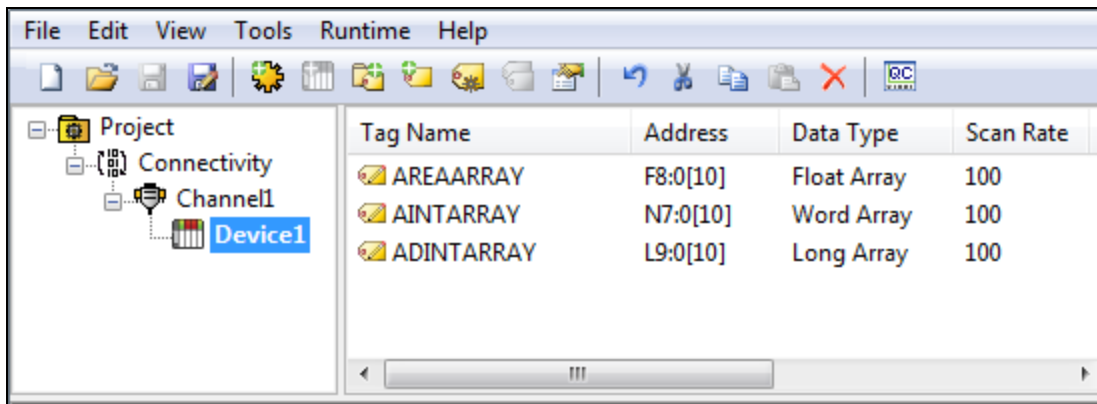 File Edit View Tools Runtime Help
QC
Project
Connectivity
Channel1
Device1
Tag Name Address Data Type Scan Rate
AREAARRAY F8:0[10] Float Array 100
AINTARRAY N7:0[10] Word Array 100
ADINTARRAY L9:0[10] Long Array 100